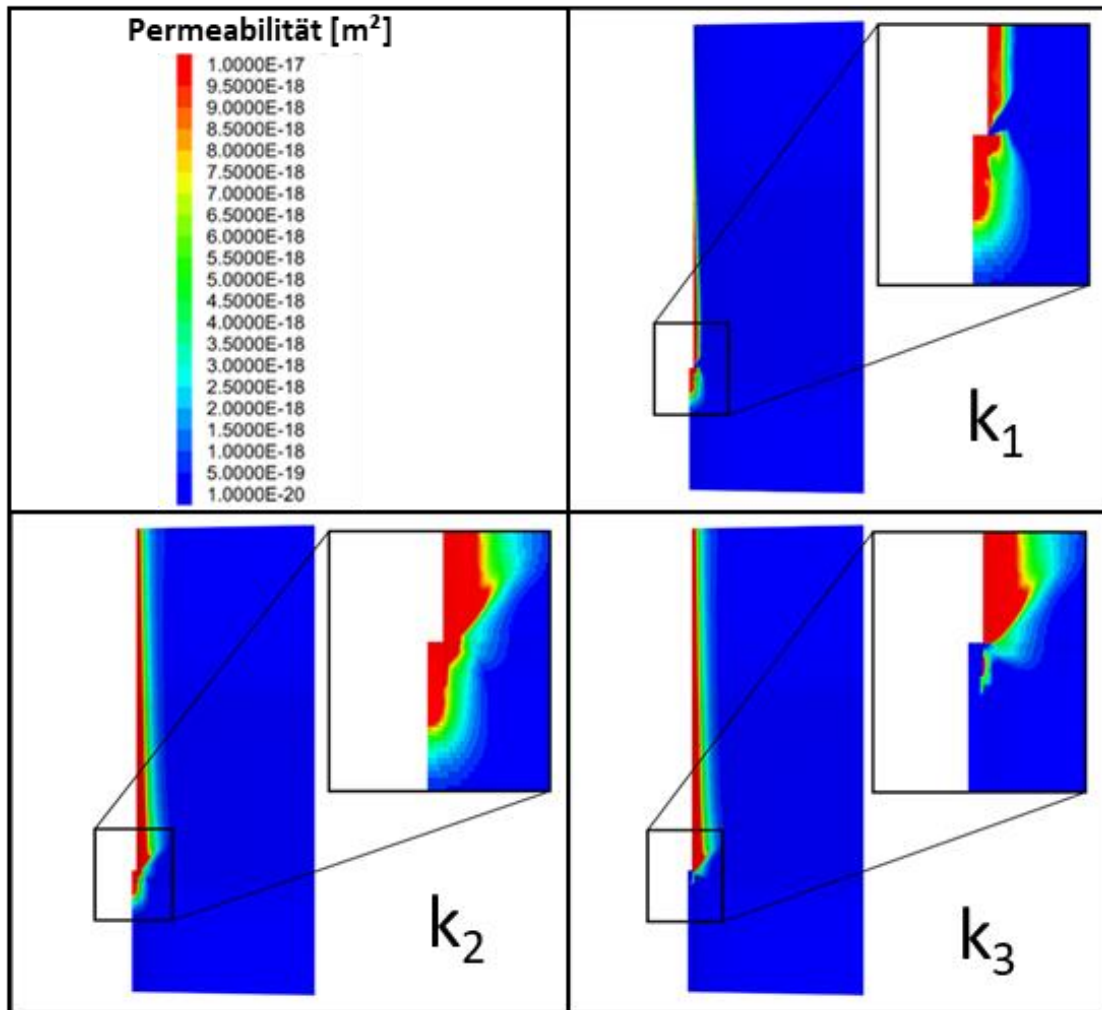 Permeabilität [m²]
1.0000E-17
9.5000E-18
9.0000E-18
8.5000E-18
8.0000E-18
7.5000E-18
7.0000E-18
6.5000E-18
6.0000E-18
5.5000E-18
5.0000E-18
4.5000E-18
4.0000E-18
3.5000E-18
3.0000E-18
2.5000E-18
2.0000E-18
1.5000E-18
1.0000E-18
5.0000E-19
1.0000E-20
k₁
k₂
k₃